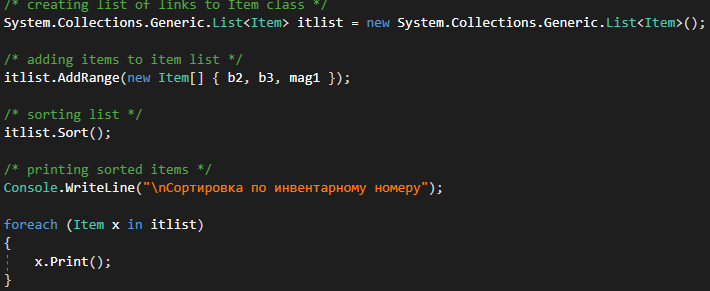 /* creating list of links to Item class */
System.Collections.Generic.List<Item> itlist = new System.Collections.Generic.List<Item>();
/* adding items to item list */
itlist.AddRange(new Item[] { b2, b3, mag1 });
/* sorting list */
itlist.Sort();
/* printing sorted items */
Console.WriteLine("\nСортировка по инвентарному номеру");
foreach (Item x in itlist)
{
x.Print();
}